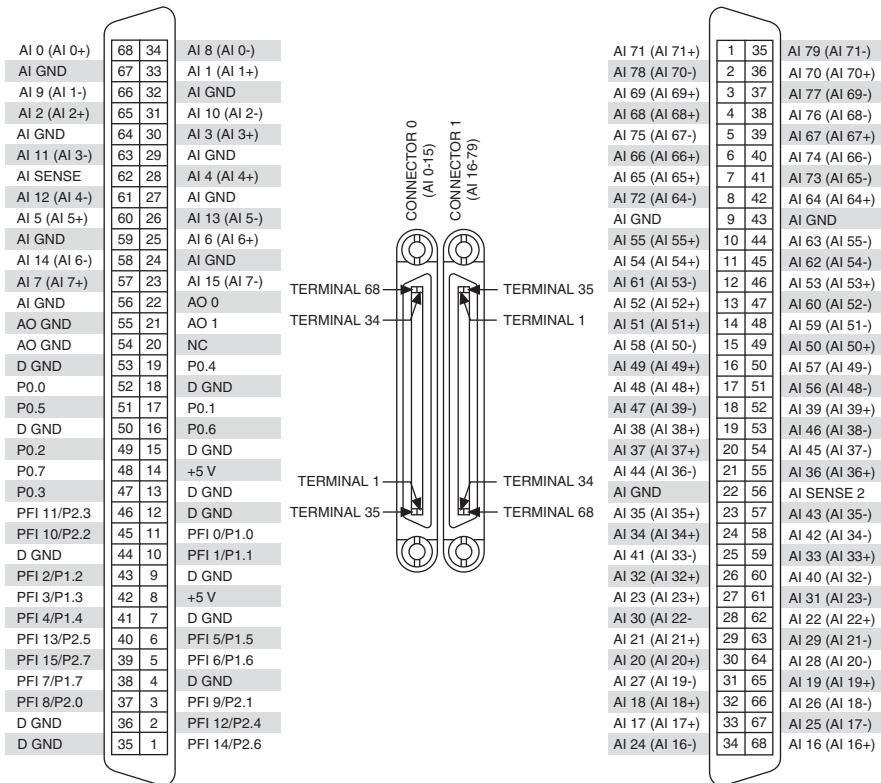 AI 0 (AI 0+) 68 34 AI 8 (AI 0-)
AI GND 67 33 AI 1 (AI 1+)
AI 9 (AI 1-) 66 32 AI GND
AI 2 (AI 2+) 65 31 AI 10 (AI 2-)
AI GND 64 30 AI 3 (AI 3+)
AI 11 (AI 3-) 63 29 AI GND
AI SENSE 62 28 AI 4 (AI 4+)
AI 12 (AI 4-) 61 27 AI GND
AI 5 (AI 5+) 60 26 AI 13 (AI 5-)
AI GND 59 25 AI 6 (AI 6+)
AI 14 (AI 6-) 58 24 AI GND
AI 7 (AI 7+) 57 23 AI 15 (AI 7-)
AI GND 56 22 AO 0
AO GND 55 21 AO 1
AO GND 54 20 NC
D GND 53 19 P0.4
P0.0 52 18 D GND
P0.5 51 17 P0.1
D GND 50 16 P0.6
P0.2 49 15 D GND
P0.7 48 14 +5 V
P0.3 47 13 D GND
PFI 11/P2.3 46 12 D GND
PFI 10/P2.2 45 11 PFI 0/P1.0
D GND 44 10 PFI 1/P1.1
PFI 2/P1.2 43 9 D GND
PFI 3/P1.3 42 8 +5 V
PFI 4/P1.4 41 7 D GND
PFI 13/P2.5 40 6 PFI 5/P1.5
PFI 15/P2.7 39 5 PFI 6/P1.6
PFI 7/P1.7 38 4 D GND
PFI 8/P2.0 37 3 PFI 9/P2.1
D GND 36 2 PFI 12/P2.4
D GND 35 1 PFI 14/P2.6
CONNECTOR 0
(AI 0-15)
CONNECTOR 1
(AI 16-79)
TERMINAL 68
TERMINAL 34
TERMINAL 35
TERMINAL 1
TERMINAL 1
TERMINAL 35
TERMINAL 34
TERMINAL 68
AI 71 (AI 71+) 1 35 AI 79 (AI 71-)
AI 78 (AI 70-) 2 36 AI 70 (AI 70+)
AI 69 (AI 69+) 3 37 AI 77 (AI 69-)
AI 68 (AI 68+) 4 38 AI 76 (AI 68-)
AI 75 (AI 67-) 5 39 AI 67 (AI 67+)
AI 66 (AI 66+) 6 40 AI 74 (AI 66-)
AI 65 (AI 65+) 7 41 AI 73 (AI 65-)
AI 72 (AI 64-) 8 42 AI 64 (AI 64+)
AI GND 9 43 AI GND
AI 55 (AI 55+) 10 44 AI 63 (AI 55-)
AI 54 (AI 54+) 11 45 AI 62 (AI 54-)
AI 61 (AI 53-) 12 46 AI 53 (AI 53+)
AI 52 (AI 52+) 13 47 AI 60 (AI 52-)
AI 51 (AI 51+) 14 48 AI 59 (AI 51-)
AI 58 (AI 50-) 15 49 AI 50 (AI 50+)
AI 49 (AI 49+) 16 50 AI 57 (AI 49-)
AI 48 (AI 48+) 17 51 AI 56 (AI 48-)
AI 47 (AI 39-) 18 52 AI 39 (AI 39+)
AI 38 (AI 38+) 19 53 AI 46 (AI 38-)
AI 37 (AI 37+) 20 54 AI 45 (AI 37-)
AI 44 (AI 36-) 21 55 AI 36 (AI 36+)
AI GND 22 56 AI SENSE 2
AI 35 (AI 35+) 23 57 AI 43 (AI 35-)
AI 34 (AI 34+) 24 58 AI 42 (AI 34-)
AI 41 (AI 33-) 25 59 AI 33 (AI 33+)
AI 32 (AI 32+) 26 60 AI 40 (AI 32-)
AI 23 (AI 23+) 27 61 AI 31 (AI 23-)
AI 30 (AI 22- 28 62 AI 22 (AI 22+)
AI 21 (AI 21+) 29 63 AI 29 (AI 21-)
AI 20 (AI 20+) 30 64 AI 28 (AI 20-)
AI 27 (AI 19-) 31 65 AI 19 (AI 19+)
AI 18 (AI 18+) 32 66 AI 26 (AI 18-)
AI 17 (AI 17+) 33 67 AI 25 (AI 17-)
AI 24 (AI 16-) 34 68 AI 16 (AI 16+)